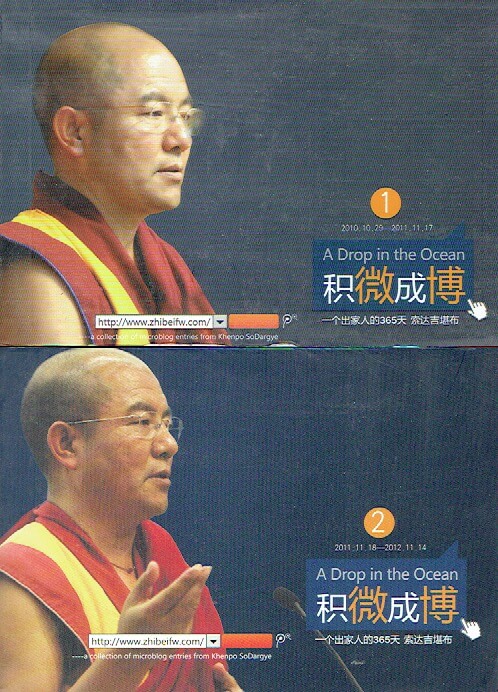 1
2010.10.29—2011.11.17
A Drop in the Ocean
积微成博
一个出家人的365天 索达吉堪布
http://www.zhibeifw.com/
----a collection of microblog entries from Khenpo SoDargye
2
2011.11.18—2012.11.14
A Drop in the Ocean
积微成博
一个出家人的365天 索达吉堪布
http://www.zhibeifw.com/
----a collection of microblog entries from Khenpo SoDargye